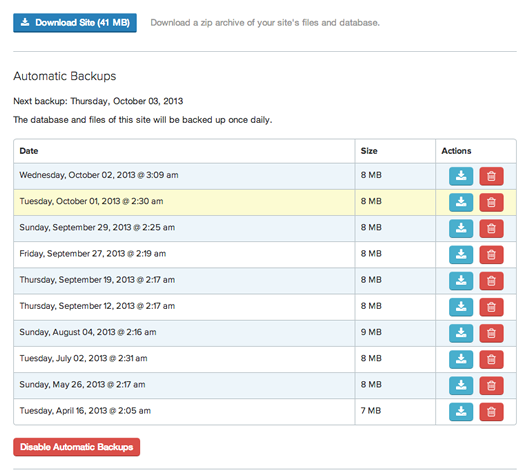 Download Site (41 MB) Download a zip archive of your site's files and database.
Automatic Backups
Next backup: Thursday, October 03, 2013
The database and files of this site will be backed up once daily.
Date Size Actions
Wednesday, October 02, 2013 @ 3:09 am 8 MB
Tuesday, October 01, 2013 @ 2:30 am 8 MB
Sunday, September 29, 2013 @ 2:25 am 8 MB
Friday, September 27, 2013 @ 2:19 am 8 MB
Thursday, September 19, 2013 @ 2:17 am 8 MB
Thursday, September 12, 2013 @ 2:17 am 8 MB
Sunday, August 04, 2013 @ 2:16 am 9 MB
Tuesday, July 02, 2013 @ 2:31 am 8 MB
Sunday, May 26, 2013 @ 2:17 am 8 MB
Tuesday, April 16, 2013 @ 2:05 am 7 MB
Disable Automatic Backups